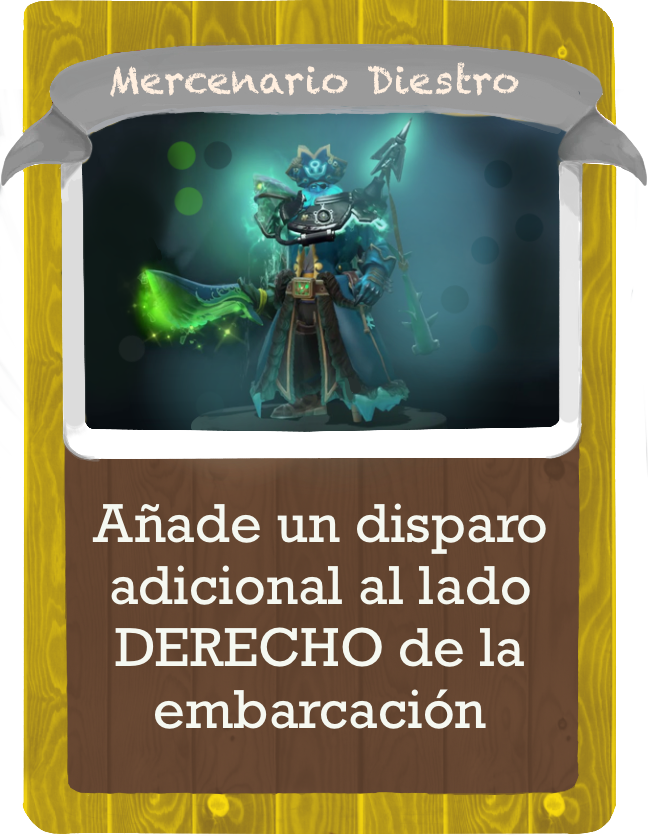 Mercenario Diestro
Añade un disparo
adicional al lado
DERECHO de la
embarcación